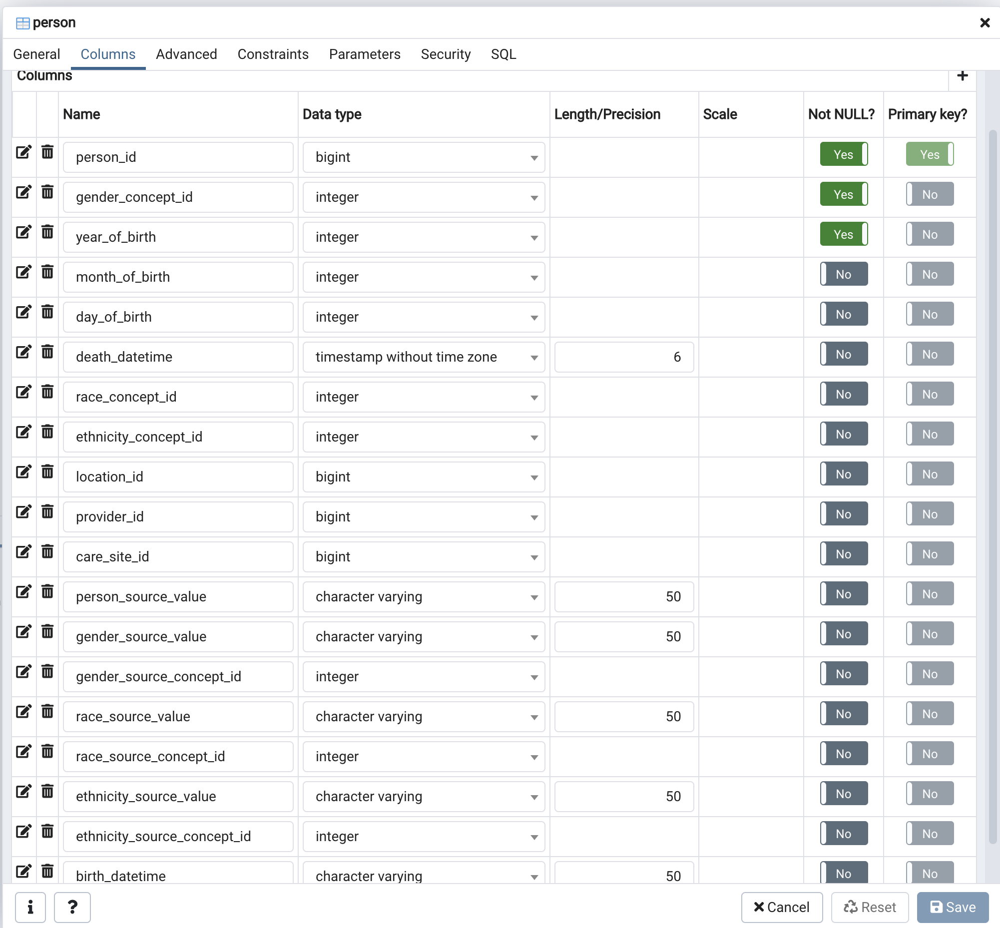 person
General Columns Advanced Constraints Parameters Security SQL
Columns
Name Data type Length/Precision Scale Not NULL? Primary key?
person_id bigint Yes Yes
gender_concept_id integer Yes No
year_of_birth integer Yes No
month_of_birth integer No No
day_of_birth integer No No
death_datetime timestamp without time zone 6 No No
race_concept_id integer No No
ethnicity_concept_id integer No No
location_id bigint No No
provider_id bigint No No
care_site_id bigint No No
person_source_value character varying 50 No No
gender_source_value character varying 50 No No
gender_source_concept_id integer No No
race_source_value character varying 50 No No
race_source_concept_id integer No No
ethnicity_source_value character varying 50 No No
ethnicity_source_concept_id integer No No
birth_datetime character varying 50 No No
i ? Cancel Reset Save